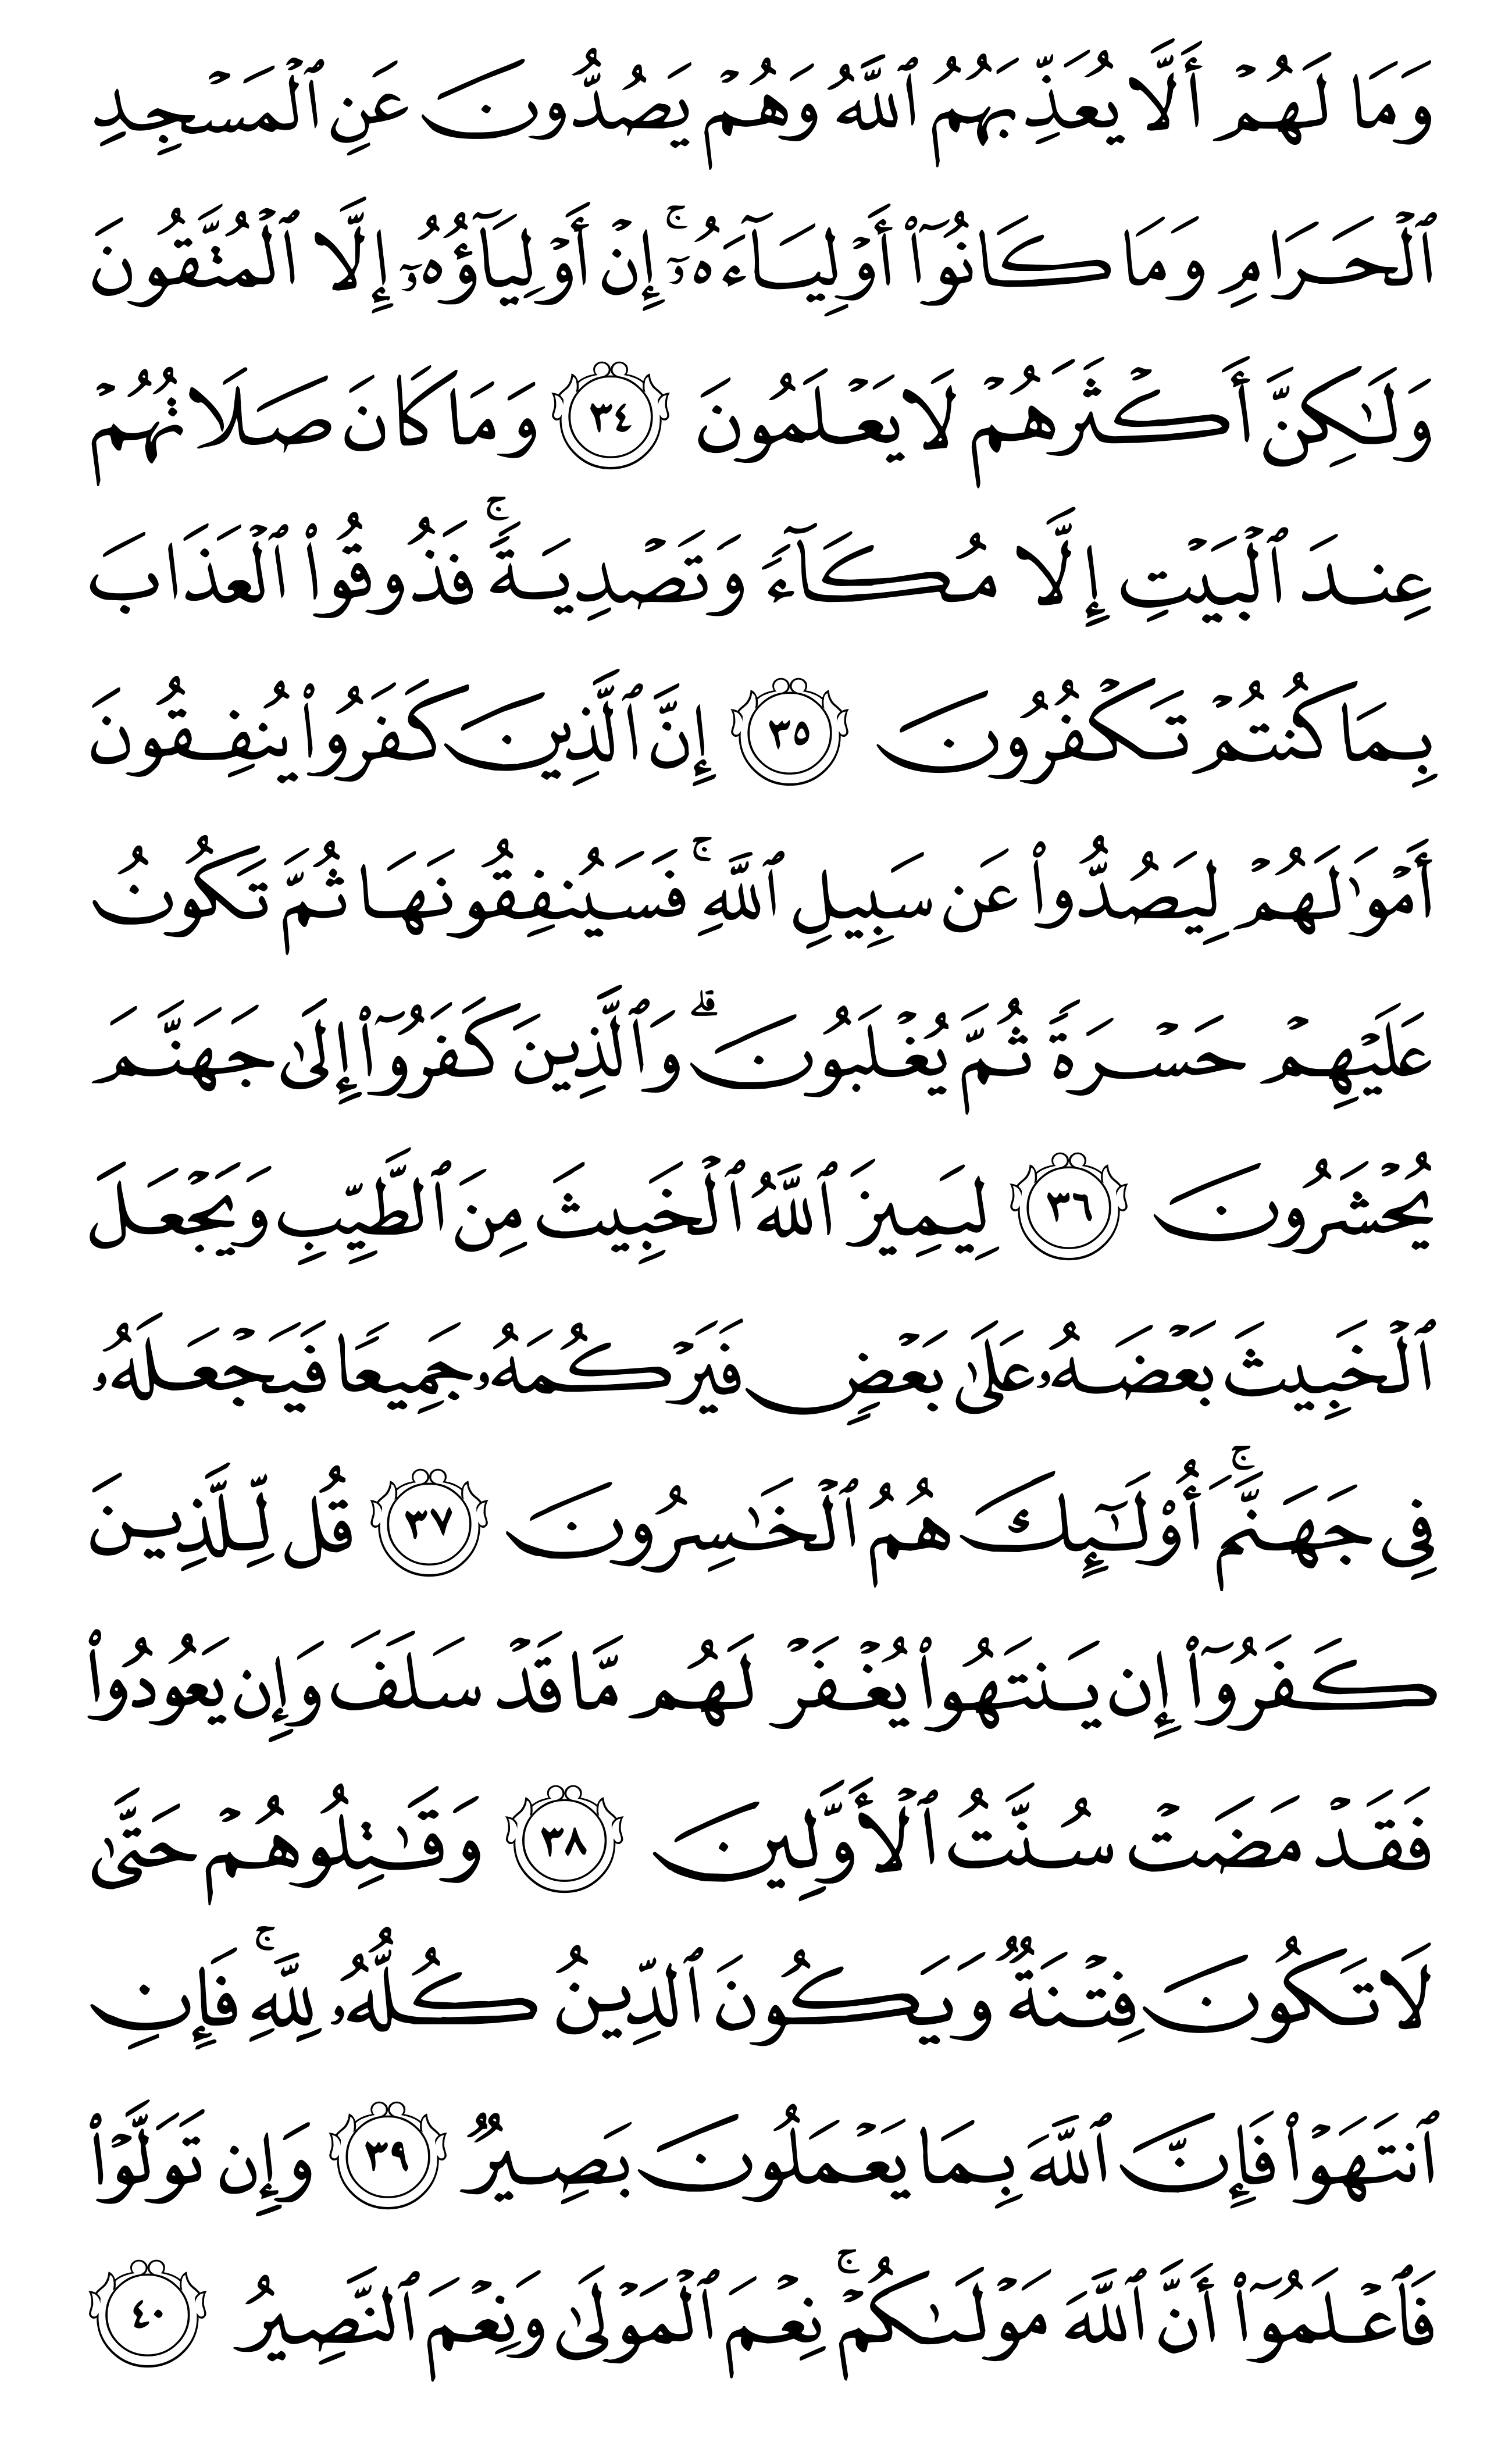 وَمَا لَهُمۡ أَلَّا يُعَذِّبَهُمُ ٱللَّهُ وَهُمۡ يَصُدُّونَ عَنِ ٱلۡمَسۡجِدِ
ٱلۡحَرَامِ وَمَا كَانُوٓاْ أَوۡلِيَآءَهُۥٓۚ إِنۡ أَوۡلِيَآؤُهُۥٓ إِلَّا ٱلۡمُتَّقُونَ
وَلَٰكِنَّ أَكۡثَرَهُمۡ لَا يَعۡلَمُونَ ٣٤ وَمَا كَانَ صَلَاتُهُمۡ
عِندَ ٱلۡبَيۡتِ إِلَّا مُكَآءٗ وَتَصۡدِيَةٗۚ فَذُوقُواْ ٱلۡعَذَابَ
بِمَا كُنتُمۡ تَكۡفُرُونَ ٣٥ إِنَّ ٱلَّذِينَ كَفَرُواْ يُنفِقُونَ
أَمۡوَٰلَهُمۡ لِيَصُدُّواْ عَن سَبِيلِ ٱللَّهِۚ فَسَيُنفِقُونَهَا ثُمَّ تَكُونُ
عَلَيۡهِمۡ حَسۡرَةٗ ثُمَّ يُغۡلَبُونَۗ وَٱلَّذِينَ كَفَرُوٓاْ إِلَىٰ جَهَنَّمَ
يُحۡشَرُونَ ٣٦ لِيَمِيزَ ٱللَّهُ ٱلۡخَبِيثَ مِنَ ٱلطَّيِّبِ وَيَجۡعَلَ
ٱلۡخَبِيثَ بَعۡضَهُۥ عَلَىٰ بَعۡضٖ فَيَرۡكُمَهُۥ جَمِيعٗا فَيَجۡعَلَهُۥ
فِي جَهَنَّمَۚ أُوْلَٰٓئِكَ هُمُ ٱلۡخَٰسِرُونَ ٣٧ قُل لِّلَّذِينَ
كَفَرُوٓاْ إِن يَنتَهُواْ يُغۡفَرۡ لَهُم مَّا قَدۡ سَلَفَ وَإِن يَعُودُواْ
فَقَدۡ مَضَتۡ سُنَّتُ ٱلۡأَوَّلِينَ ٣٨ وَقَٰتِلُوهُمۡ حَتَّىٰ
لَا تَكُونَ فِتۡنَةٞ وَيَكُونَ ٱلدِّينُ كُلُّهُۥ لِلَّهِۚ فَإِنِ
ٱنتَهَوۡاْ فَإِنَّ ٱللَّهَ بِمَا يَعۡمَلُونَ بَصِيرٞ ٣٩ وَإِن تَوَلَّوۡاْ
فَٱعۡلَمُوٓاْ أَنَّ ٱللَّهَ مَوۡلَىٰكُمۡۚ نِعۡمَ ٱلۡمَوۡلَىٰ وَنِعۡمَ ٱلنَّصِيرُ ٤٠